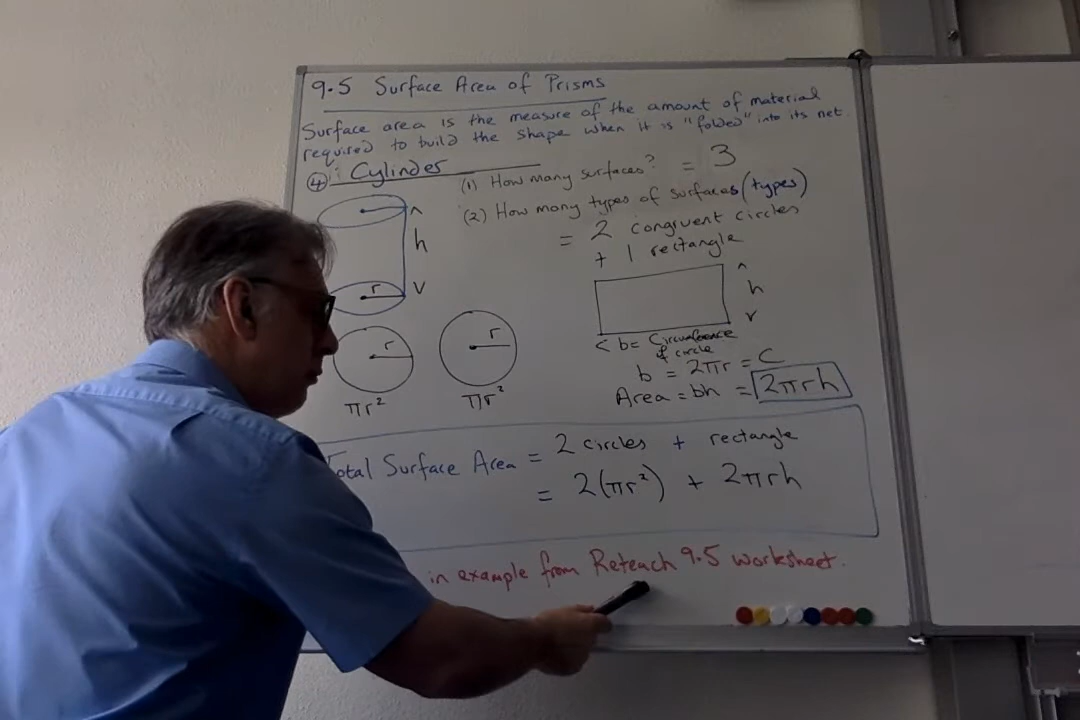 9.5 Surface Area of Prisms
Surface area is the measure of the amount of material
required to build the shape when it is "folded" into its net.
④: Cylinder
(1) How many surfaces? = 3
(2) How many types of surfaces (types)
= 2 congruent circles
+ 1 rectangle
h
r
h
r
r
< b = Circumference
of circle
b = 2πr = C
πr²
πr²
Area = bh = 2πrh
Total Surface Area = 2 circles + rectangle
= 2(πr²) + 2πrh
in example from Reteach 9.5 worksheet.